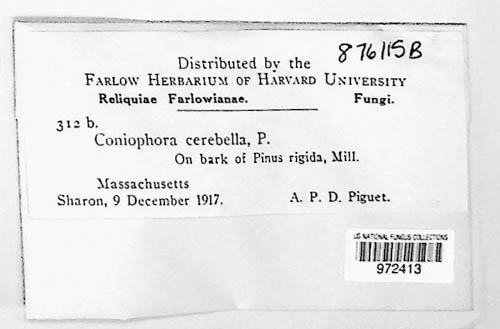 876115B
Distributed by the
FARLOW HERBARIUM OF HARVARD UNIVERSITY
Reliquiae Farlowianae. Fungi.
312 b.
Coniophora cerebella, P.
On bark of Pinus rigida, Mill.
Massachusetts
Sharon, 9 December 1917. A. P. D. Piguet.
US NATIONAL FUNGUS COLLECTIONS
972413